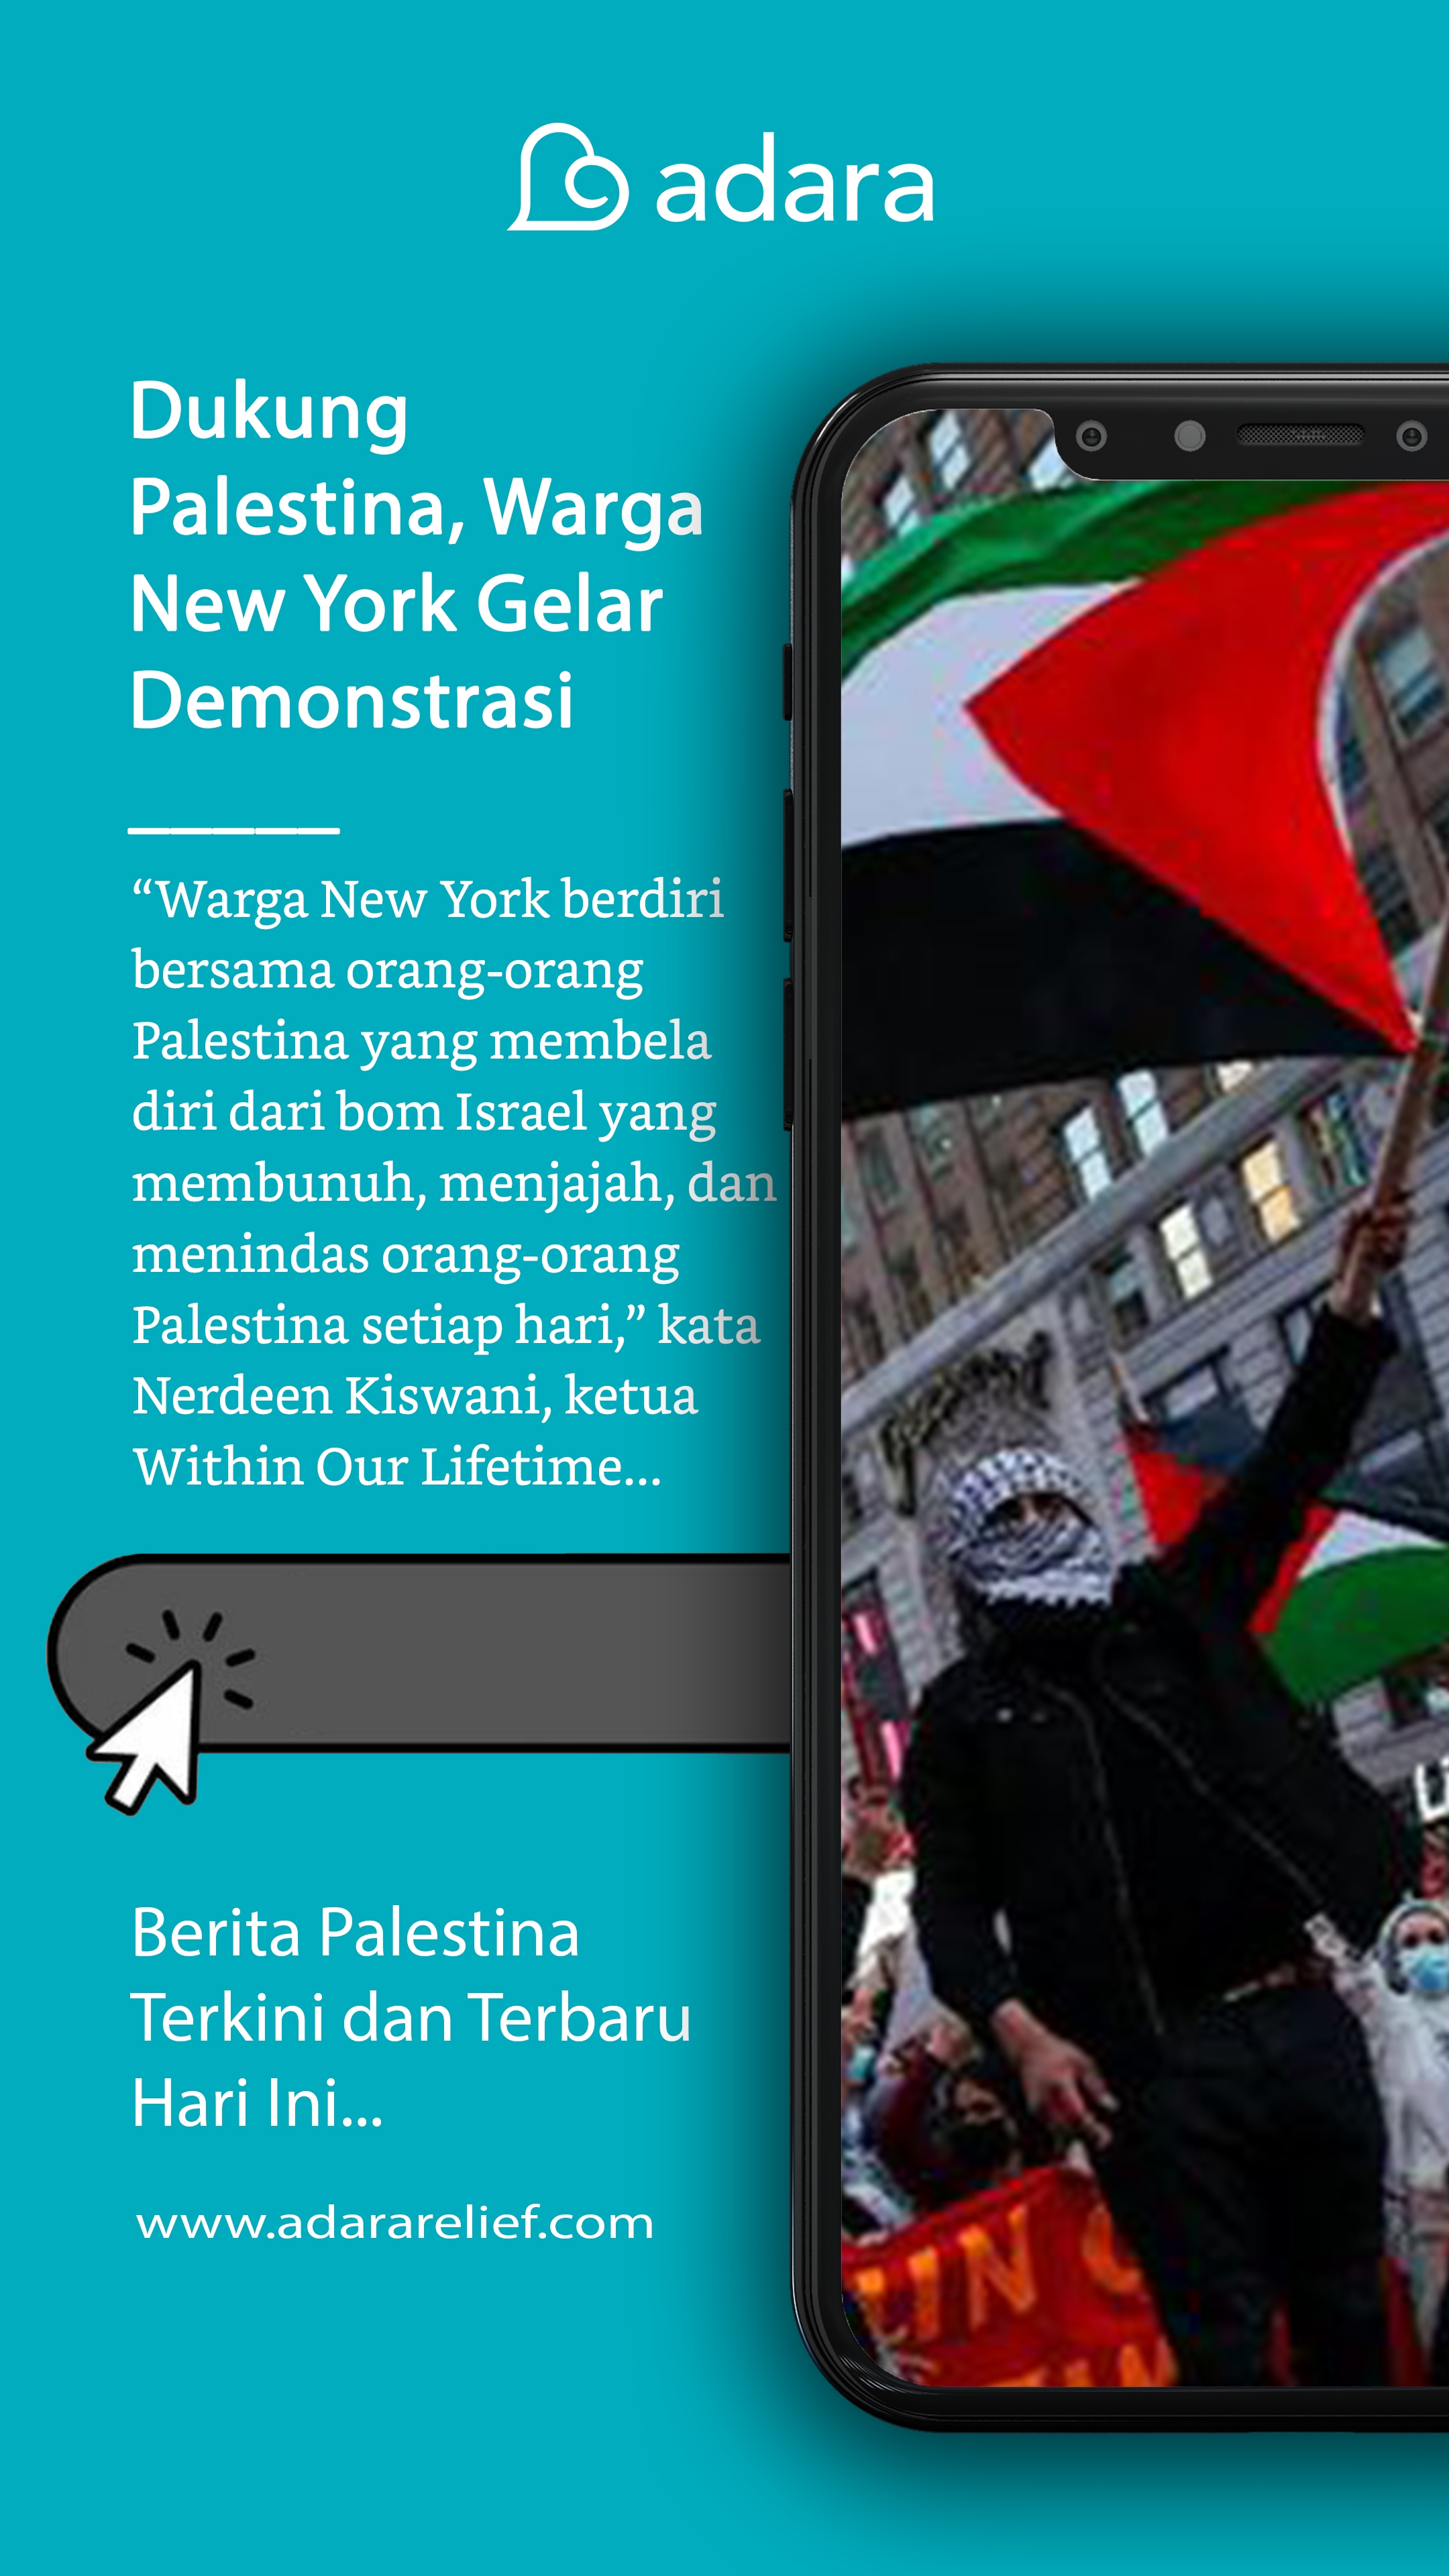 adara
Dukung
Palestina, Warga
New York Gelar
Demonstrasi
“Warga New York berdiri
bersama orang-orang
Palestina yang membela
diri dari bom Israel yang
membunuh, menjajah, dan
menindas orang-orang
Palestina setiap hari,” kata
Nerdeen Kiswani, ketua
Within Our Lifetime...
Berita Palestina
Terkini dan Terbaru
Hari Ini...
www.adararelief.com